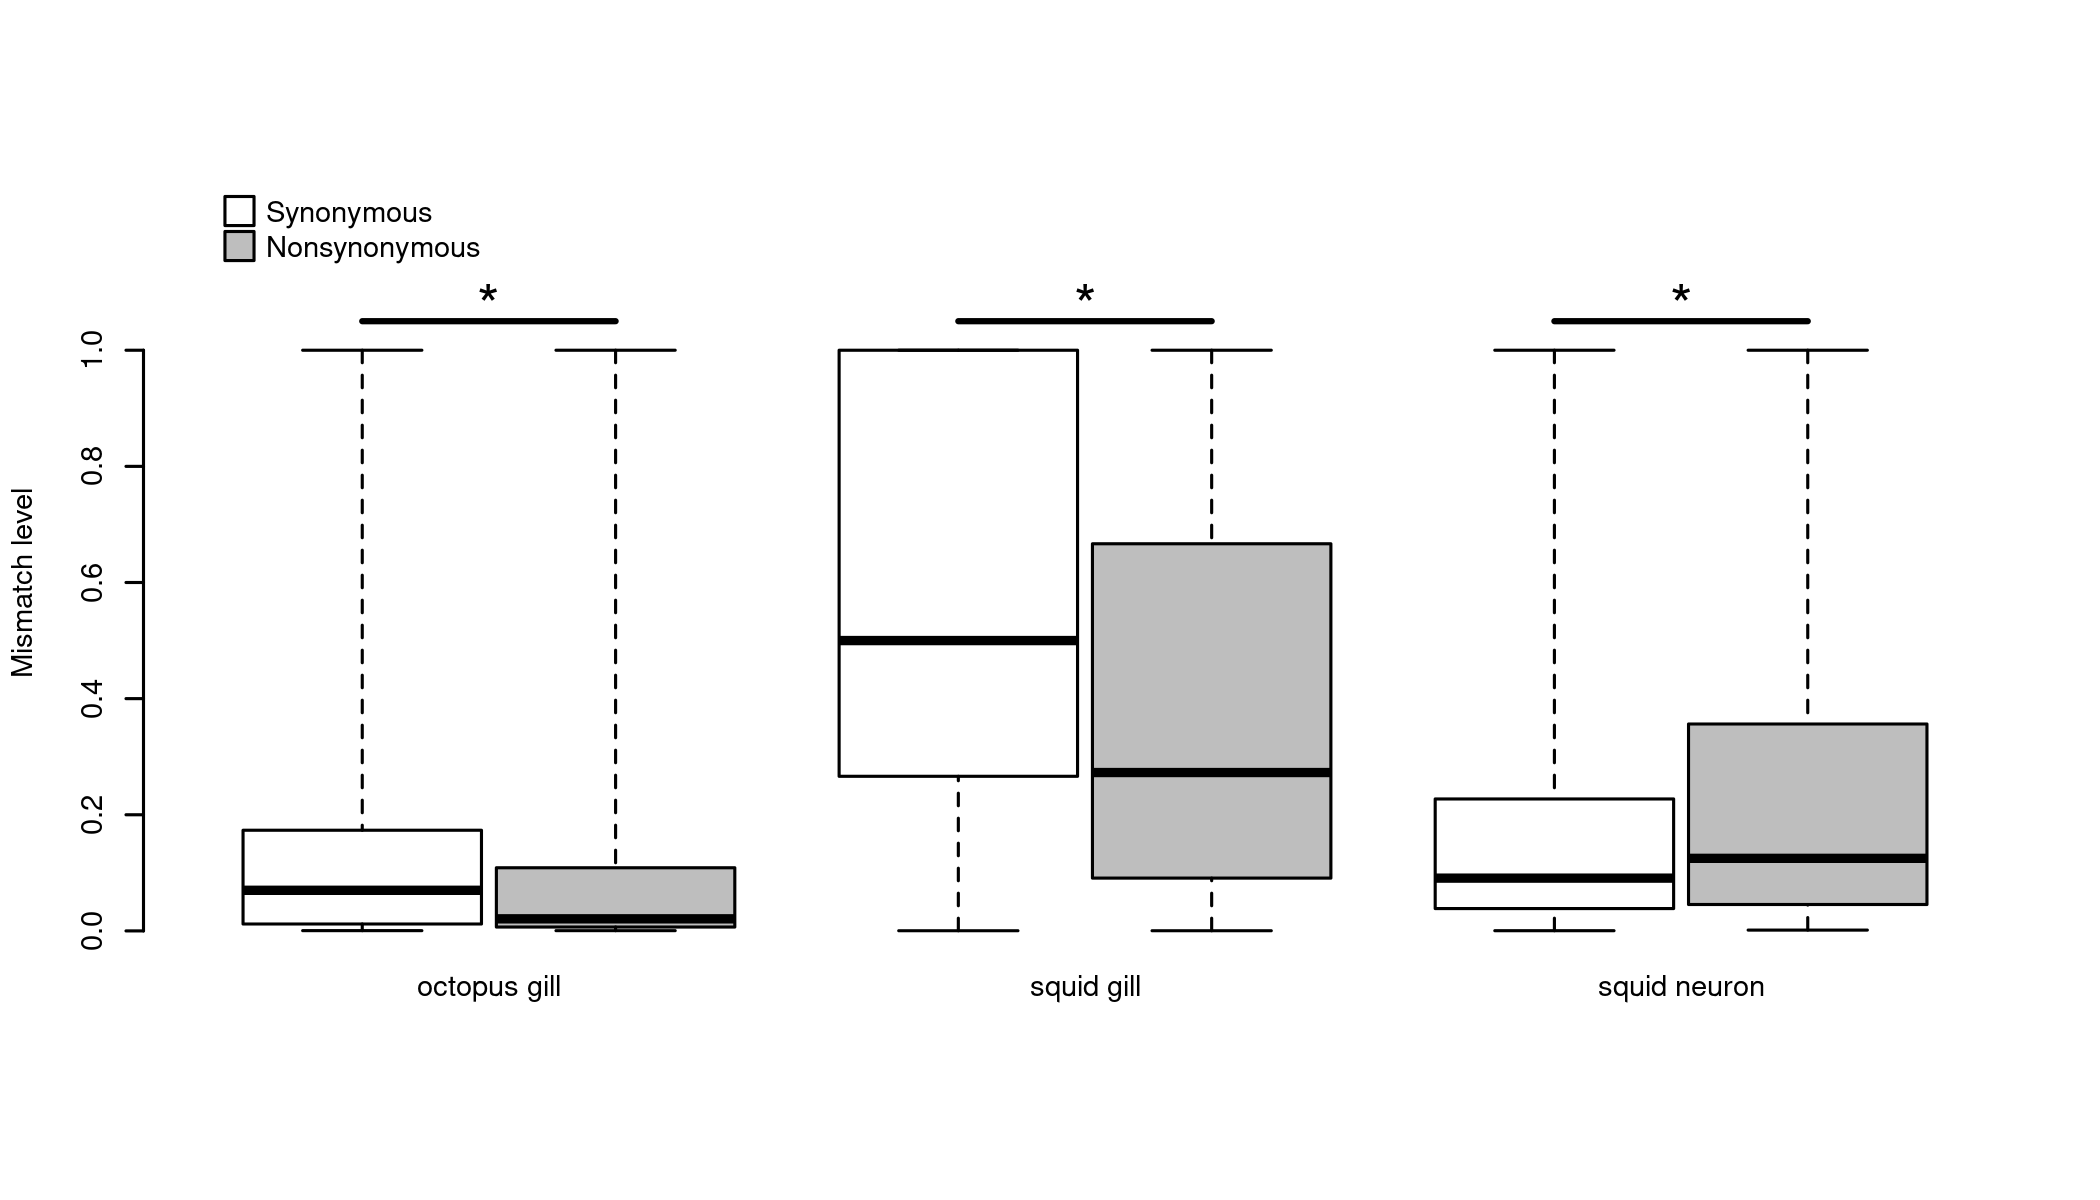 Synonymous
Nonsynonymous
*
*
*
1.0
0.8
0.6
0.4
0.2
0.0
Mismatch level
octopus gill
squid gill
squid neuron